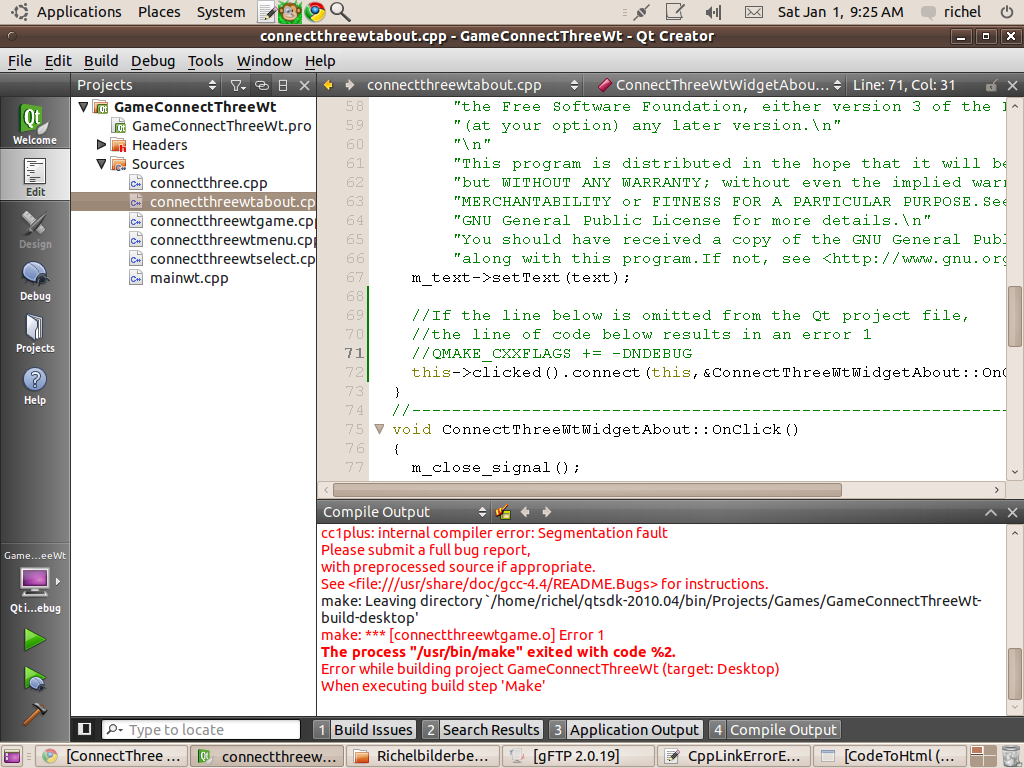 Applications Places System
Sat Jan 1, 9:25 AM richel
connectthreewtabout.cpp - GameConnectThreeWt - Qt Creator
File Edit Build Debug Tools Window Help
Projects
connectthreewtabout.cpp
ConnectThreeWtWidgetAbou...
Line: 71, Col: 31
Qt
Welcome
Edit
Design
Debug
Projects
Help
Game...eeWt
Qt i...ebug
GameConnectThreeWt
GameConnectThreeWt.pro
Headers
Sources
connectthree.cpp
connectthreewtabout.cp
connectthreewtgame.cpp
connectthreewtmenu.cpp
connectthreewtselect.cp
mainwt.cpp
58 "the Free Software Foundation, either version 3 of the
59 "(at your option) any later version.\n"
60 "\n"
61 "This program is distributed in the hope that it will be
62 "but WITHOUT ANY WARRANTY; without even the implied warr
63 "MERCHANTABILITY or FITNESS FOR A PARTICULAR PURPOSE.See
64 "GNU General Public License for more details.\n"
65 "You should have received a copy of the GNU General Publ
66 "along with this program.If not, see <http://www.gnu.org
67 m_text->setText(text);
68
69 //If the line below is omitted from the Qt project file,
70 //the line of code below results in an error 1
71 //QMAKE_CXXFLAGS += -DNDEBUG
72 this->clicked().connect(this,&ConnectThreeWtWidgetAbout::OnC
73 }
74 //------------------------------------------------------------
75 void ConnectThreeWtWidgetAbout::OnClick()
76 {
77 m_close_signal();
Compile Output
cc1plus: internal compiler error: Segmentation fault
Please submit a full bug report,
with preprocessed source if appropriate.
See <file:///usr/share/doc/gcc-4.4/README.Bugs> for instructions.
make: Leaving directory `/home/richel/qtsdk-2010.04/bin/Projects/Games/GameConnectThreeWt-
build-desktop'
make: *** [connectthreewtgame.o] Error 1
The process "/usr/bin/make" exited with code %2.
Error while building project GameConnectThreeWt (target: Desktop)
When executing build step 'Make'
Type to locate
1 Build Issues 2 Search Results 3 Application Output 4 Compile Output
[ConnectThree ... connectthreew... Richelbilderbe... [gFTP 2.0.19] CppLinkErrorE... [CodeToHtml (...